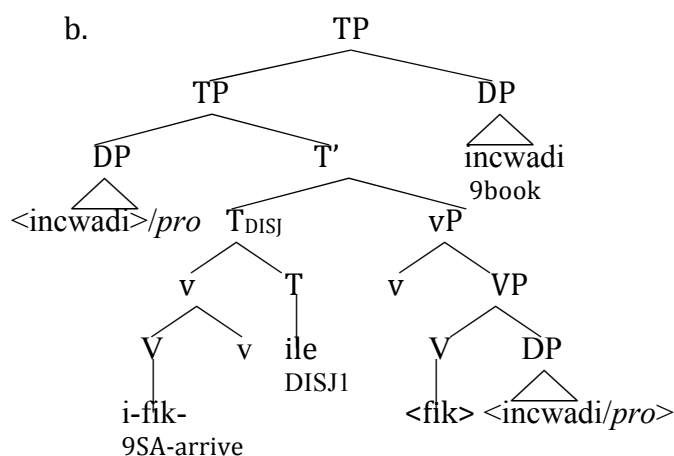 b. TP
TP DP
DP T’ incwadi
9book
<incwadi>/pro TDISJ vP
v T v VP
V v ile V DP
DISJ1
i-fik- <fik> <incwadi/pro>
9SA-arrive